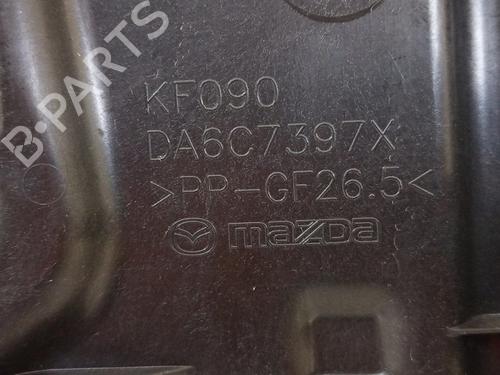 B-PARTS
KF090
DA6C7397X
>PP-GF26.5<
mazda